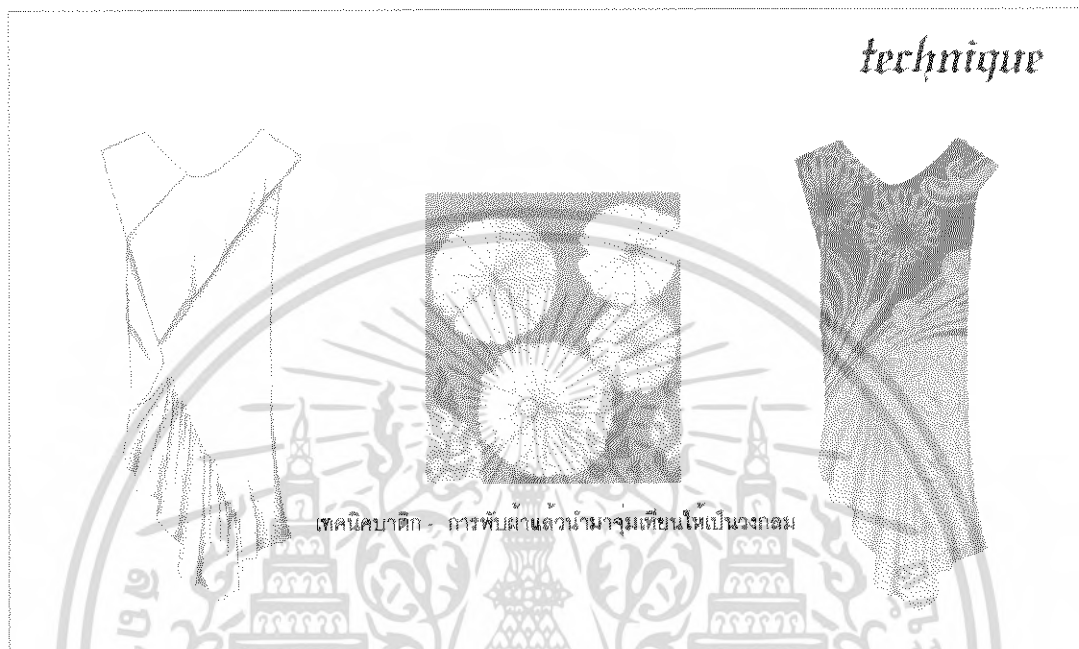 technique
เทคนิคบาติก - การพับผ้าแล้วนำมาจุ่มเทียนให้เป็นวงกลม